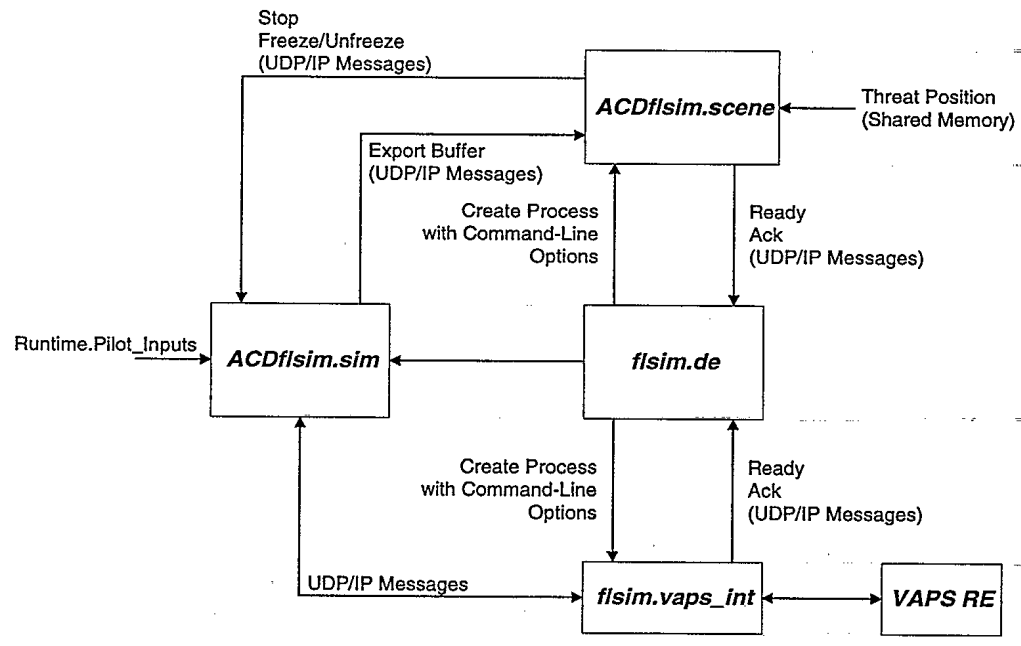 Stop
Freeze/Unfreeze
(UDP/IP Messages)
ACDflsim.scene
Threat Position
(Shared Memory)
Export Buffer
(UDP/IP Messages)
Create Process
with Command-Line
Options
Ready
Ack
(UDP/IP Messages)
Runtime.Pilot_Inputs
ACDflsim.sim
flsim.de
Create Process
with Command-Line
Options
Ready
Ack
(UDP/IP Messages)
UDP/IP Messages
flsim.vaps_int
VAPS RE